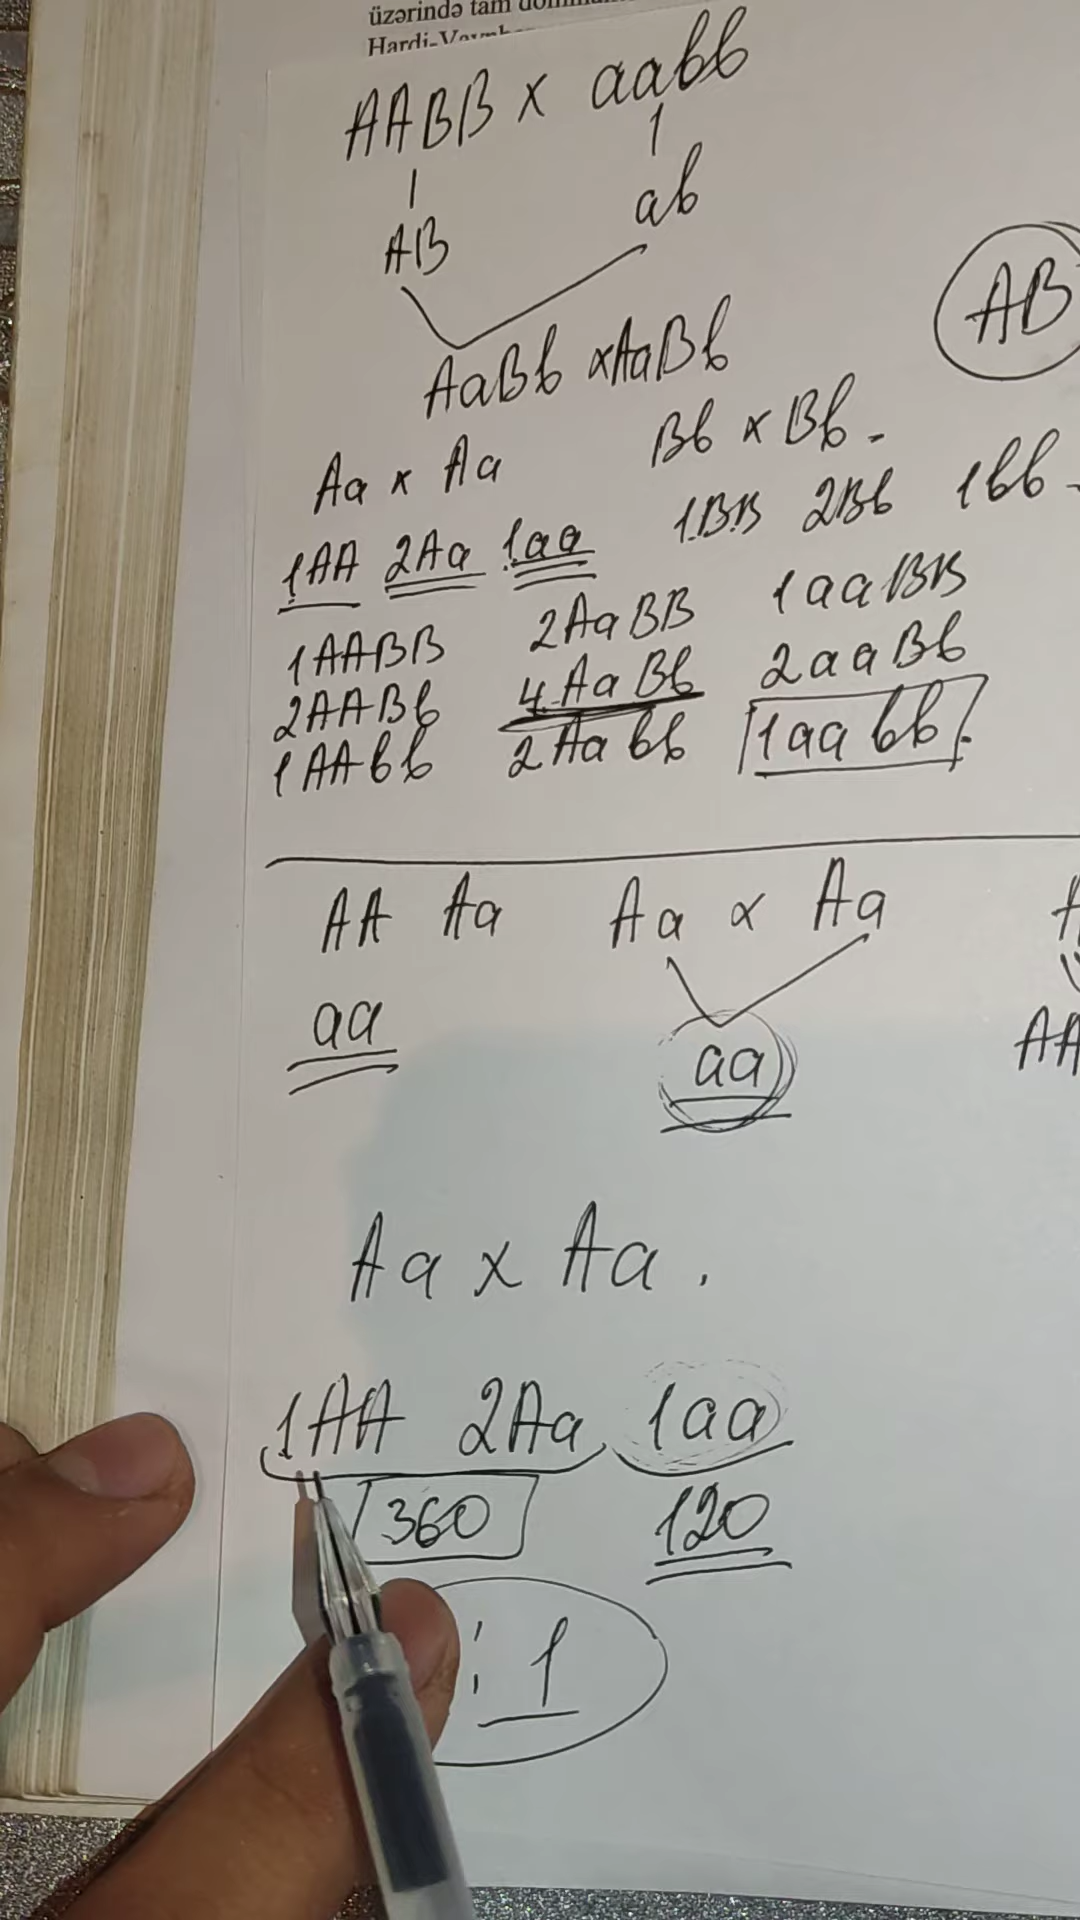 üzərində tam
Hardi-
AABB x aabb
AB ab
AB
AaBb xAaBb
Aa x Aa Bb x Bb -
1AA 2Aa 1aa 1BB 2Bb 1bb -
1AABB 2AaBB 1aaBB
2AABb 4AaBb 2aaBb
1AAbb 2Aabb 1aabb.
AA Aa Aa x Aa
aa aa AA
Aa x Aa .
1AA 2Aa 1aa
360 120
: 1